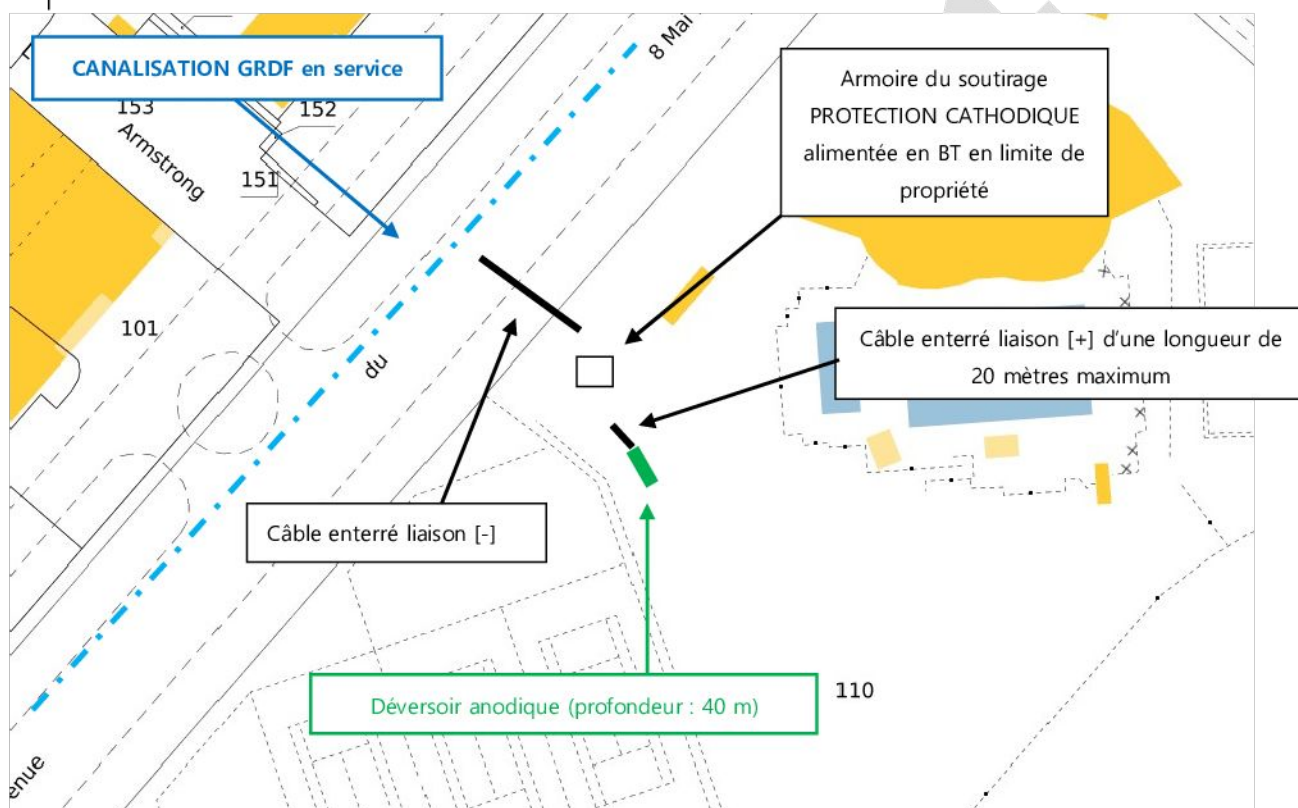 8 Mai
CANALISATION GRDF en service
153
152
Armstrong
151
Armoire du soutirage
PROTECTION CATHODIQUE
alimentée en BT en limite de
propriété
101
du
Câble enterré liaison [+] d'une longueur de
20 mètres maximum
Câble enterré liaison [-]
Déversoir anodique (profondeur : 40 m)
110
enue